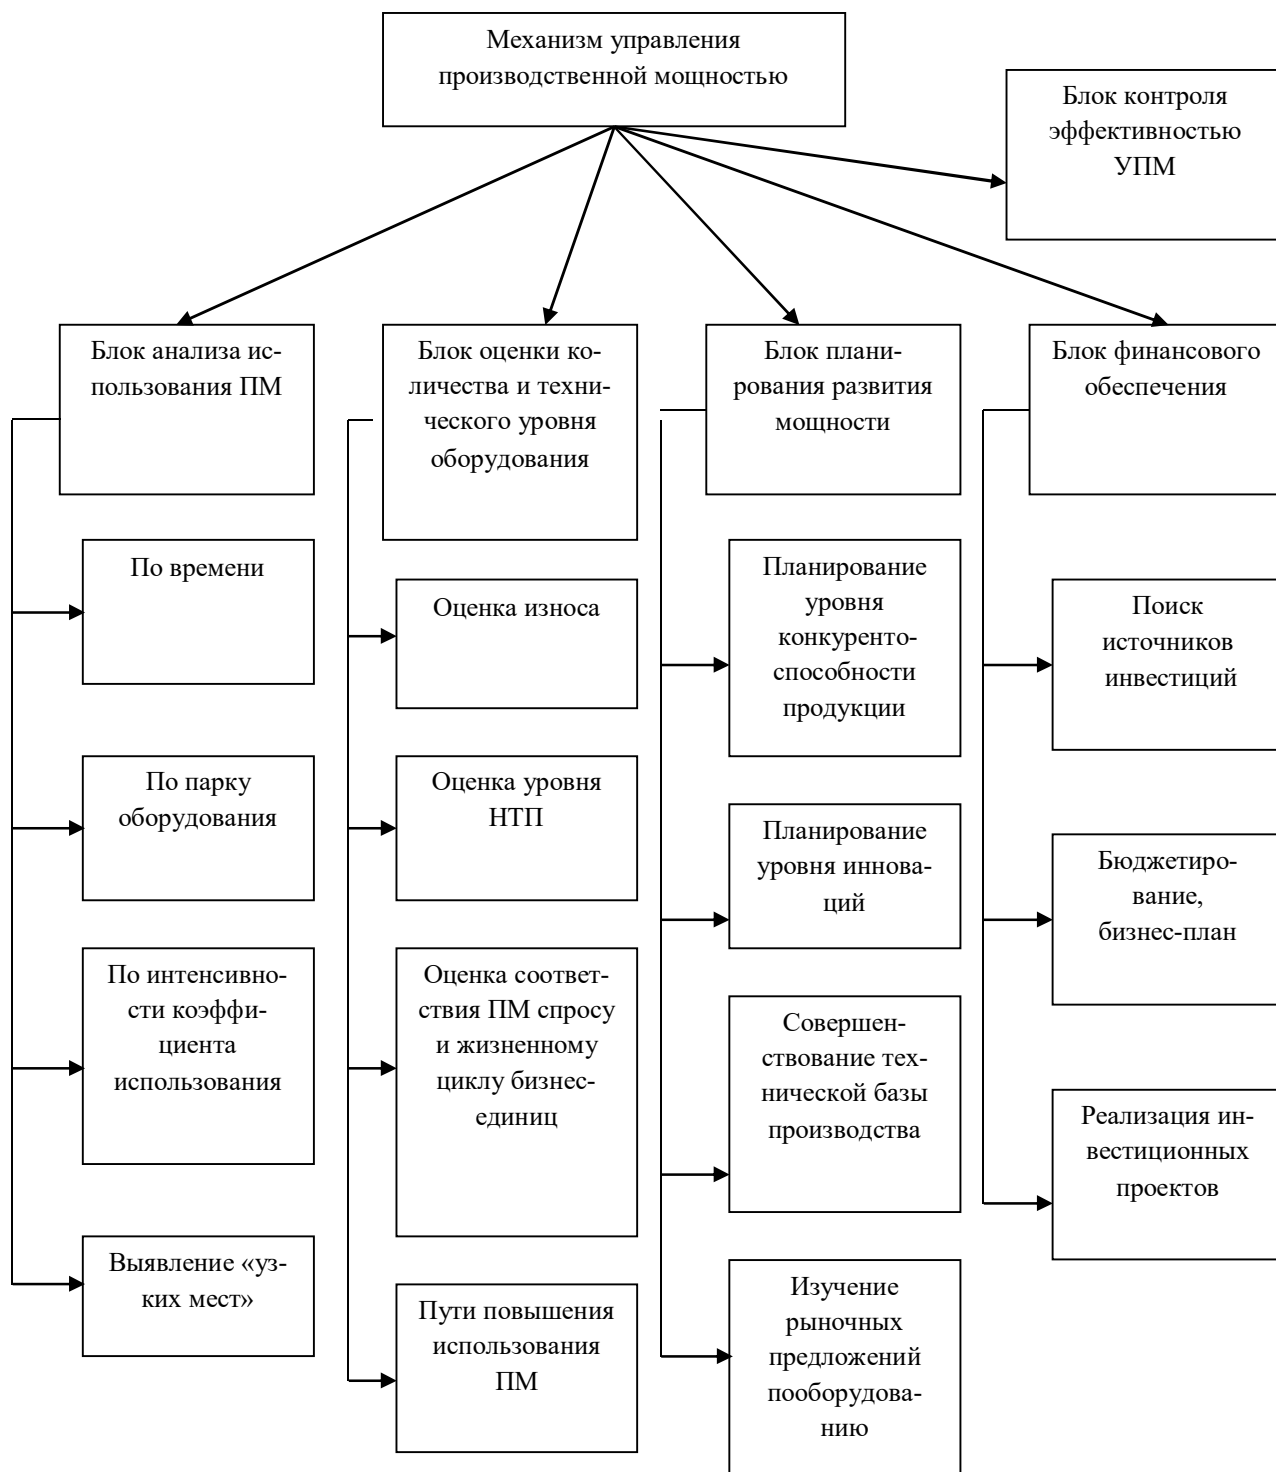 Механизм управления
производственной мощностью
Блок контроля
эффективностью
УПМ
Блок анализа ис-
пользования ПМ
Блок оценки ко-
личества и техни-
ческого уровня
оборудования
Блок плани-
рования развития
мощности
Блок финансового
обеспечения
По времени
По парку
оборудования
По интенсивно-
сти коэффи-
циента
использования
Выявление «уз-
ких мест»
Оценка износа
Оценка уровня
НТП
Оценка соответ-
ствия ПМ спросу
и жизненному
циклу бизнес-
единиц
Пути повышения
использования
ПМ
Планирование
уровня
конкуренто-
способности
продукции
Планирование
уровня иннова-
ций
Совершен-
ствование тех-
нической базы
производства
Изучение
рыночных
предложений
пооборудова-
нию
Поиск
источников
инвестиций
Бюджетиро-
вание,
бизнес-план
Реализация ин-
вестиционных
проектов